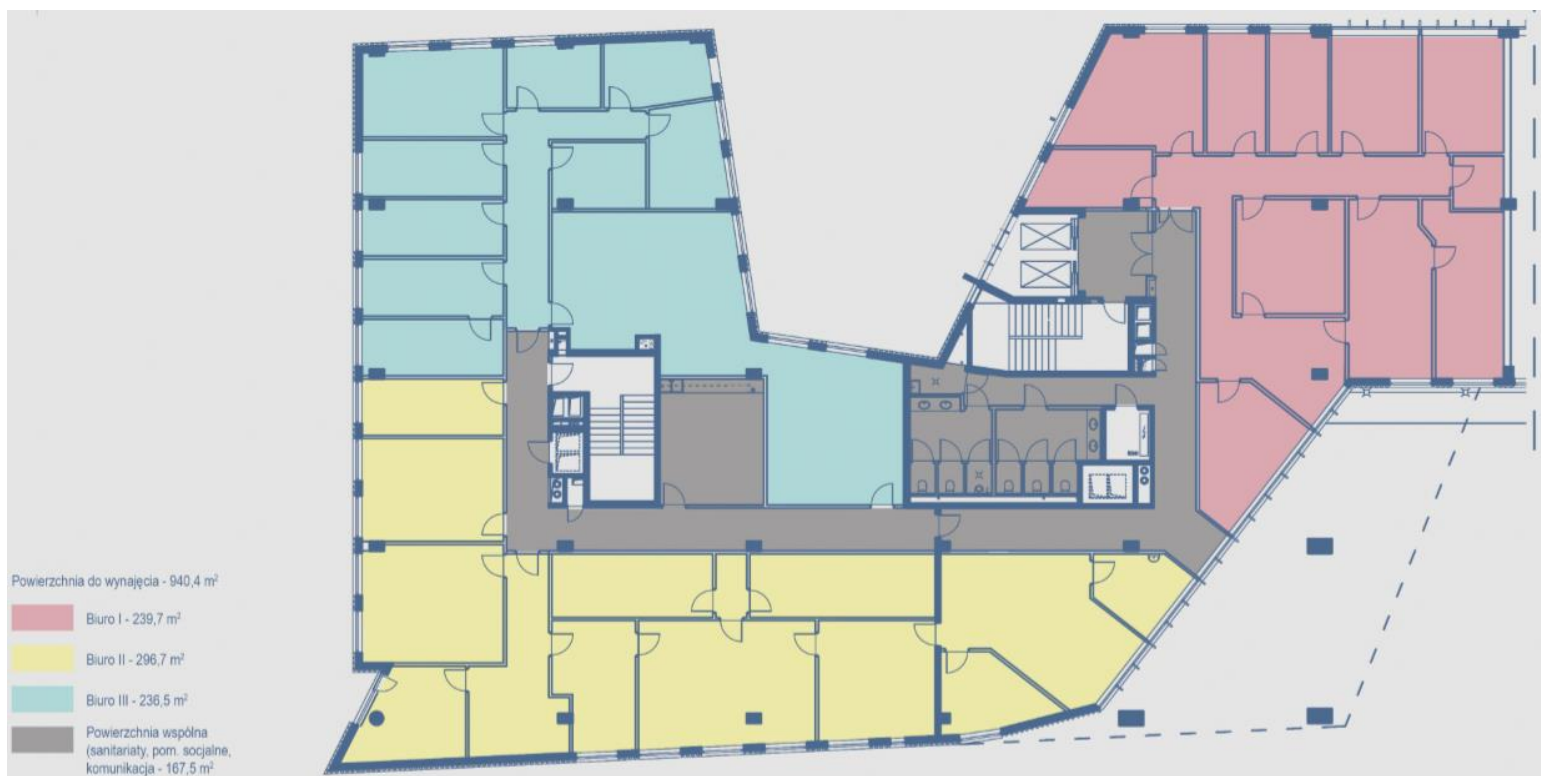 Powierzchnia do wynajęcia - 940,4 m²
Biuro I - 239,7 m²
Biuro II - 296,7 m²
Biuro III - 236,5 m²
Powierzchnia wspólna
(sanitariaty, pom. socjalne,
komunikacja - 167,5 m²